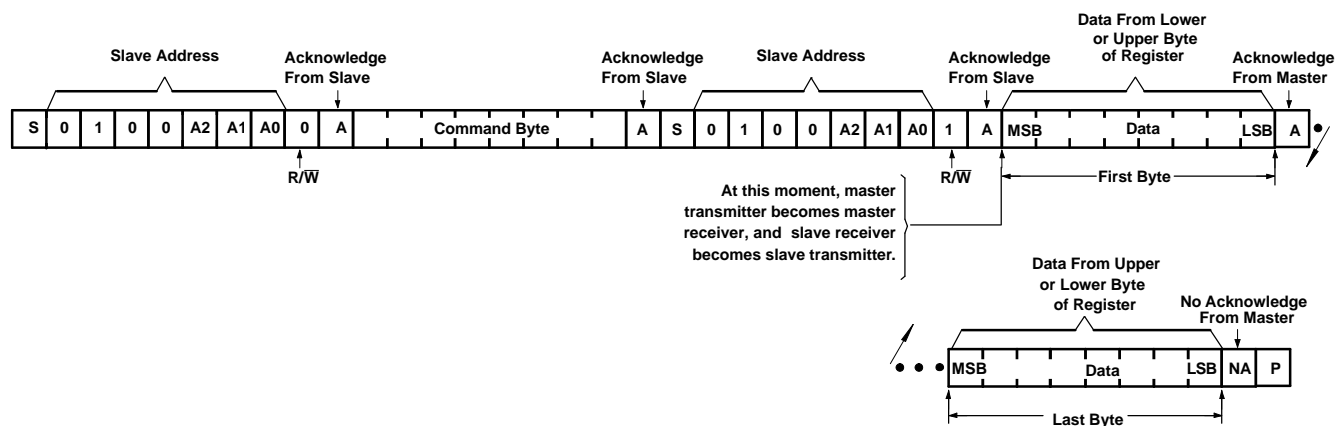 Data From Lower
or Upper Byte
of Register
Slave Address
Acknowledge
From Slave
Acknowledge
From Slave
Slave Address
Acknowledge
From Slave
Acknowledge
From Master
S 0 1 0 0 A2 A1 A0 0 A Command Byte A S 0 1 0 0 A2 A1 A0 1 A MSB Data LSB A
R/W̅
R/W̅
First Byte
At this moment, master
transmitter becomes master
receiver, and slave receiver
becomes slave transmitter.
Data From Upper
or Lower Byte
of Register
No Acknowledge
From Master
MSB Data LSB NA P
Last Byte